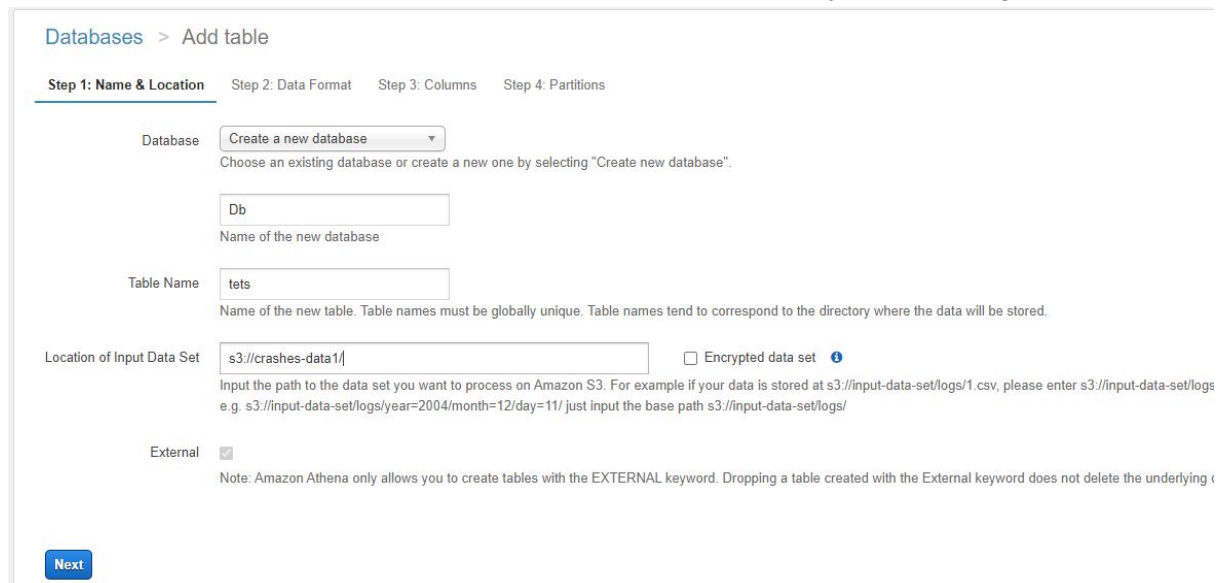 Databases > Add table
Step 1: Name & Location Step 2: Data Format Step 3: Columns Step 4: Partitions
Database Create a new database
Choose an existing database or create a new one by selecting "Create new database".
Db
Name of the new database
Table Name tets
Name of the new table. Table names must be globally unique. Table names tend to correspond to the directory where the data will be stored.
Location of Input Data Set s3://crashes-data1/ Encrypted data set
Input the path to the data set you want to process on Amazon S3. For example if your data is stored at s3://input-data-set/logs/1.csv, please enter s3://input-data-set/logs
e.g. s3://input-data-set/logs/year=2004/month=12/day=11/ just input the base path s3://input-data-set/logs/
External
Note: Amazon Athena only allows you to create tables with the EXTERNAL keyword. Dropping a table created with the External keyword does not delete the underlying
Next